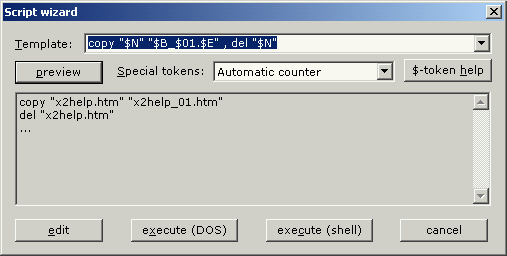 Script wizard
Template: copy "$N" "$B_$01.$E" , del "$N"
preview Special tokens: Automatic counter $-token help
copy "x2help.htm" "x2help_01.htm"
del "x2help.htm"
...
edit execute (DOS) execute (shell) cancel